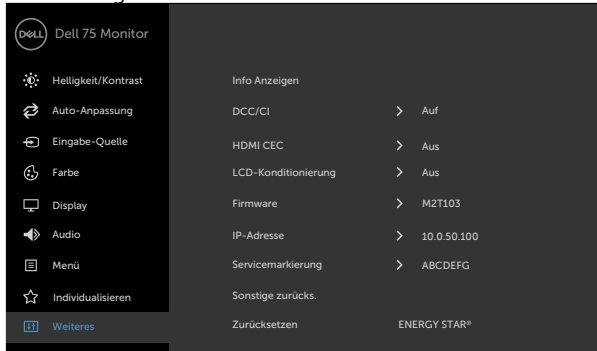 DELL Dell 75 Monitor
Helligkeit/Kontrast Info Anzeigen
Auto-Anpassung DCC/CI Auf
Eingabe-Quelle HDMI CEC Aus
Farbe LCD-Konditionierung Aus
Display Firmware M2T103
Audio IP-Adresse 10.0.50.100
Menü Servicemarkierung ABCDEFG
Individualisieren Sonstige zurücks.
Weiteres Zurücksetzen ENERGY STAR®